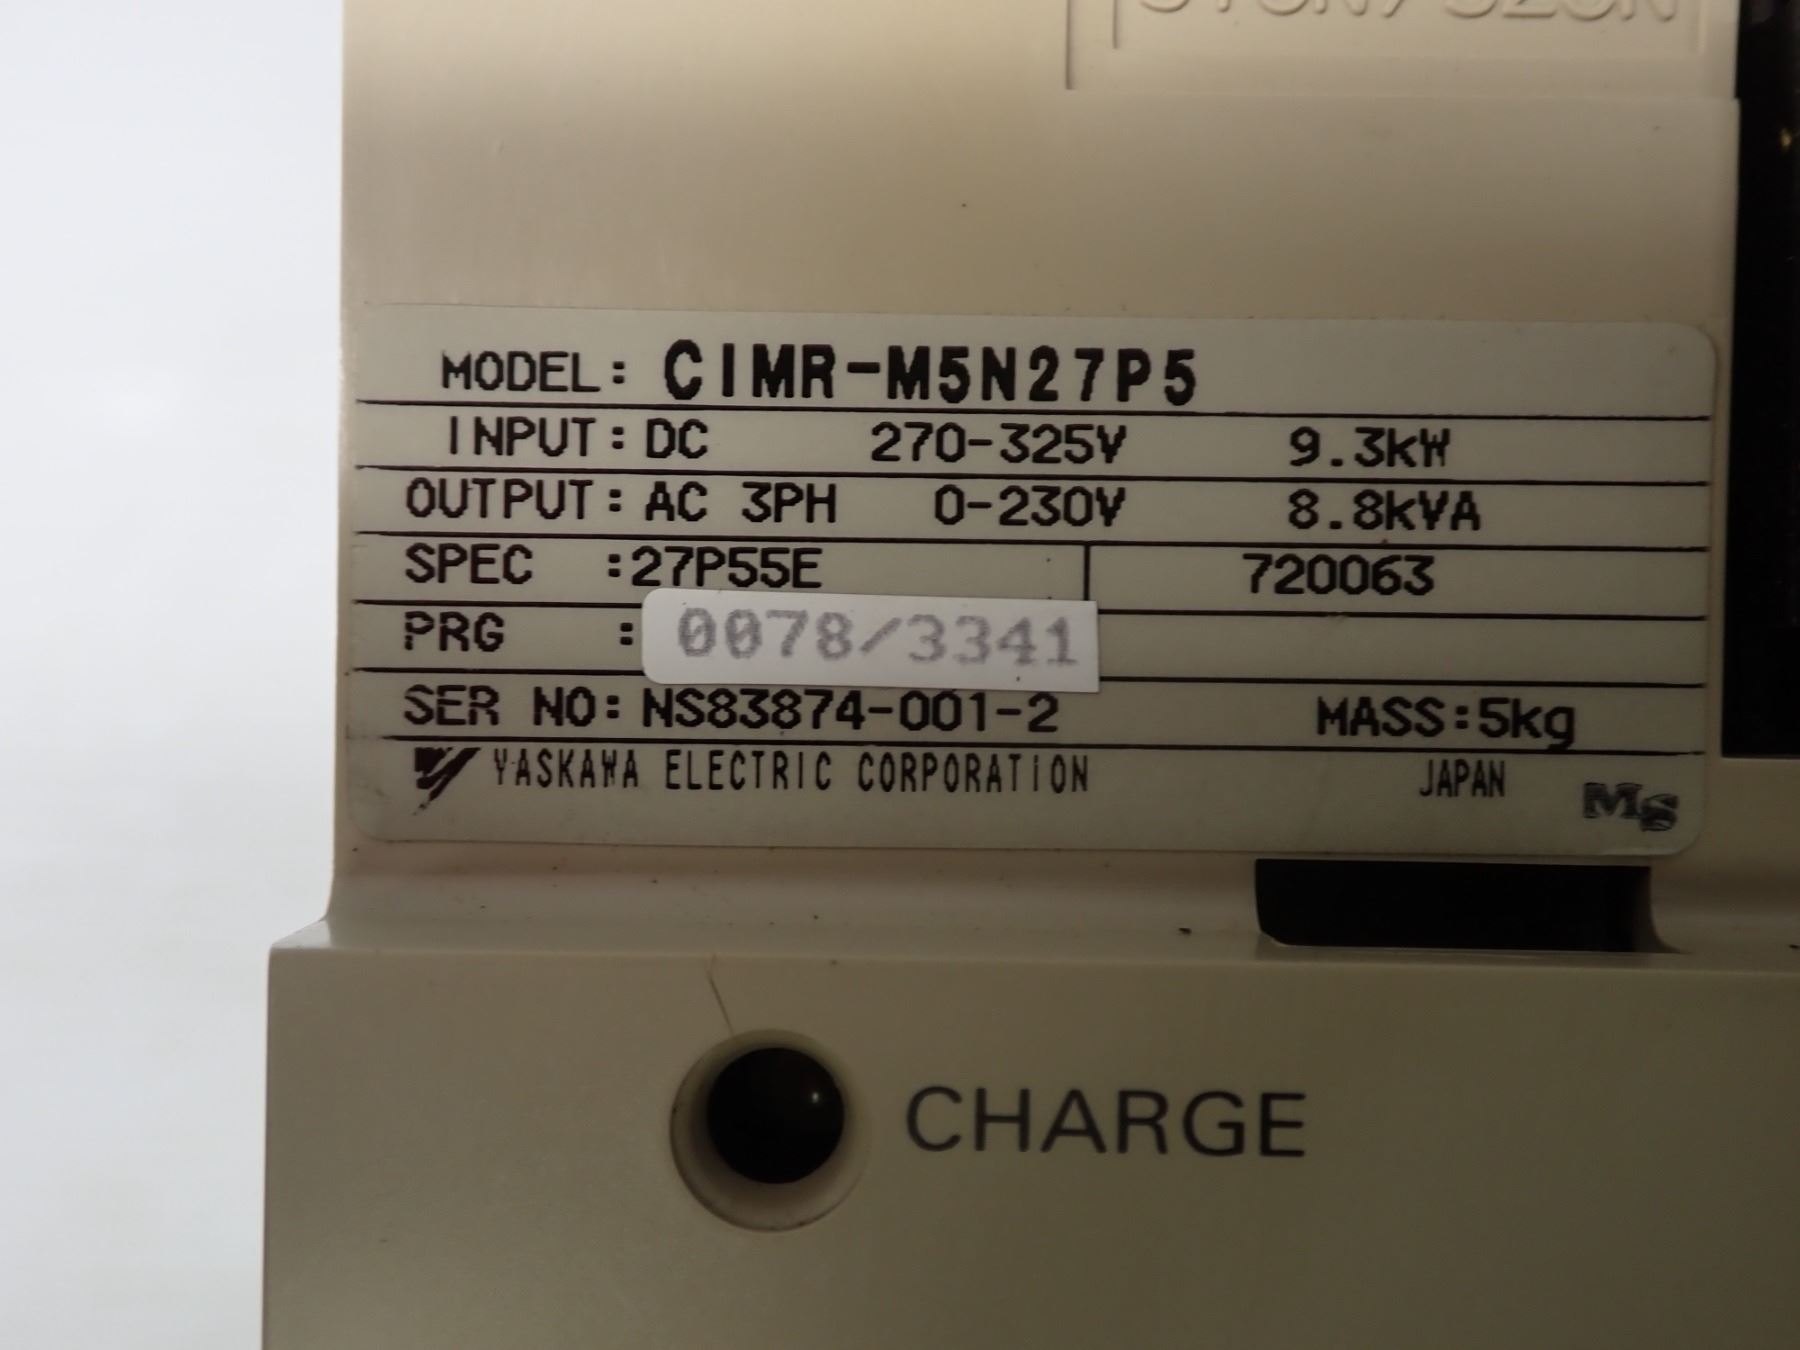 MODEL: CIMR-M5N27P5
INPUT: DC 270-325V 9.3kW
OUTPUT: AC 3PH 0-230V 8.8kVA
SPEC :27P55E 720063
PRG : 0078/3341
SER NO: NS83874-001-2 MASS:5kg
YASKAWA ELECTRIC CORPORATION JAPAN MS
CHARGE